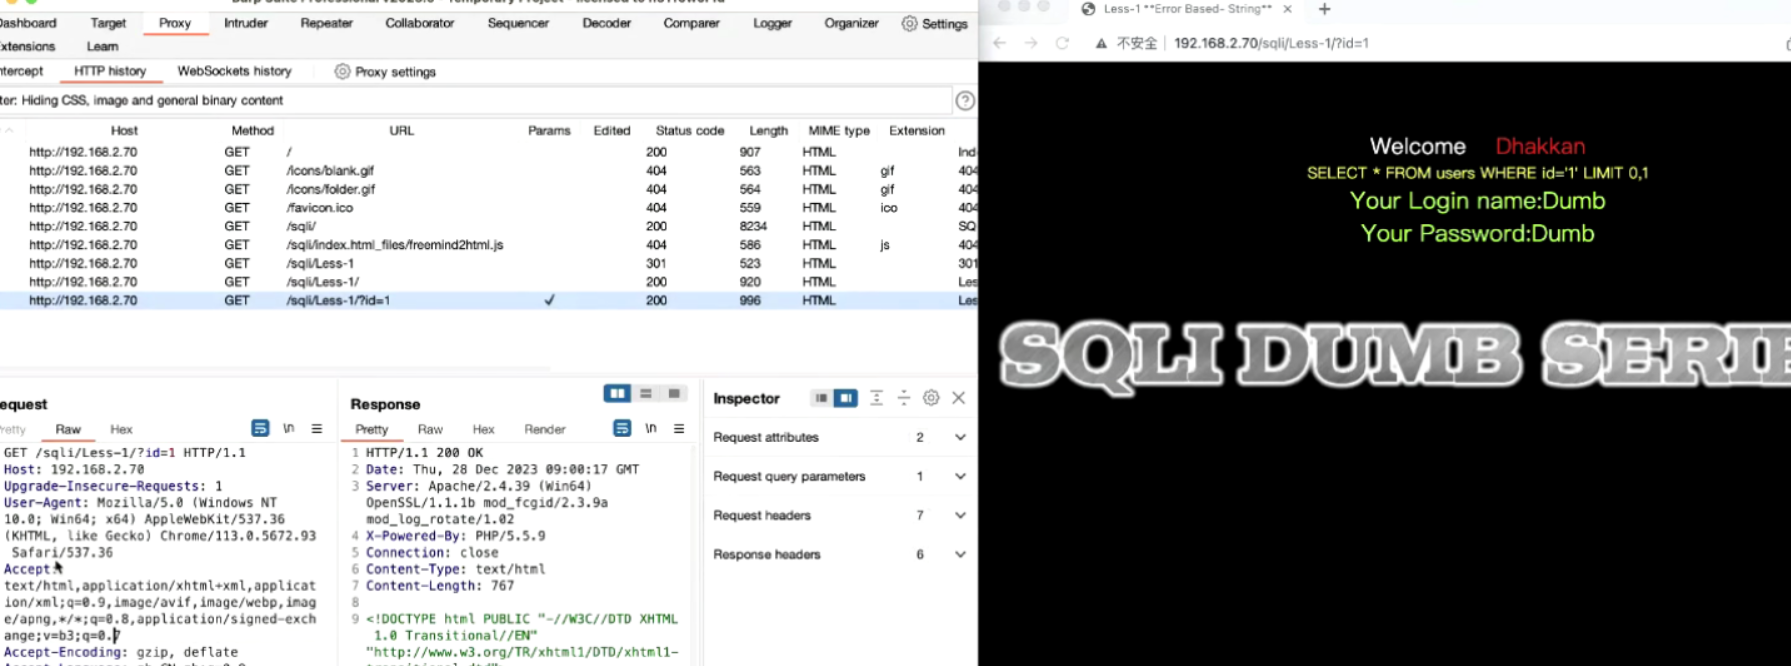 Burp Suite Professional v2023.6 - Temporary Project - licensed to h3110w0r1d
Dashboard Target Proxy Intruder Repeater Collaborator Sequencer Decoder Comparer Logger Organizer Settings
Extensions Learn
Intercept HTTP history WebSockets history Proxy settings
ter: Hiding CSS, image and general binary content
Host Method URL Params Edited Status code Length MIME type Extension
http://192.168.2.70 GET / 200 907 HTML Ind
http://192.168.2.70 GET /icons/blank.gif 404 563 HTML gif 404
http://192.168.2.70 GET /icons/folder.gif 404 564 HTML gif 404
http://192.168.2.70 GET /favicon.ico 404 559 HTML ico 404
http://192.168.2.70 GET /sqli/ 200 8234 HTML SQ
http://192.168.2.70 GET /sqli/index.html_files/freemind2html.js 404 586 HTML js 404
http://192.168.2.70 GET /sqli/Less-1 301 523 HTML 301
http://192.168.2.70 GET /sqli/Less-1/ 200 920 HTML Les
http://192.168.2.70 GET /sqli/Less-1/?id=1 ✓ 200 996 HTML Les
equest
retty Raw Hex \n
GET /sqli/Less-1/?id=1 HTTP/1.1
Host: 192.168.2.70
Upgrade-Insecure-Requests: 1
User-Agent: Mozilla/5.0 (Windows NT
10.0; Win64; x64) AppleWebKit/537.36
(KHTML, like Gecko) Chrome/113.0.5672.93
Safari/537.36
Accept:
text/html,application/xhtml+xml,applicat
ion/xml;q=0.9,image/avif,image/webp,imag
e/apng,*/*;q=0.8,application/signed-exch
ange;v=b3;q=0.7
Accept-Encoding: gzip, deflate
Response
Pretty Raw Hex Render \n
1 HTTP/1.1 200 OK
2 Date: Thu, 28 Dec 2023 09:00:17 GMT
3 Server: Apache/2.4.39 (Win64)
OpenSSL/1.1.1b mod_fcgid/2.3.9a
mod_log_rotate/1.02
4 X-Powered-By: PHP/5.5.9
5 Connection: close
6 Content-Type: text/html
7 Content-Length: 767
8
9 <!DOCTYPE html PUBLIC "-//W3C//DTD XHTML
1.0 Transitional//EN"
"http://www.w3.org/TR/xhtml1/DTD/xhtml1-
Inspector
Request attributes 2
Request query parameters 1
Request headers 7
Response headers 6
Less-1 **Error Based- String**
不安全 192.168.2.70/sqli/Less-1/?id=1
Welcome Dhakkan
SELECT * FROM users WHERE id='1' LIMIT 0,1
Your Login name:Dumb
Your Password:Dumb
SQLI DUMB SERIE